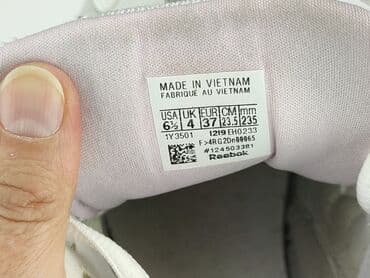 MADE IN VIETNAM
FABRIQUÉ AU VIETNAM
USA UK EUR CM mm
6½ 4 37 23.5 235
1Y3501 1219 EH0233
#124503381
Reebok